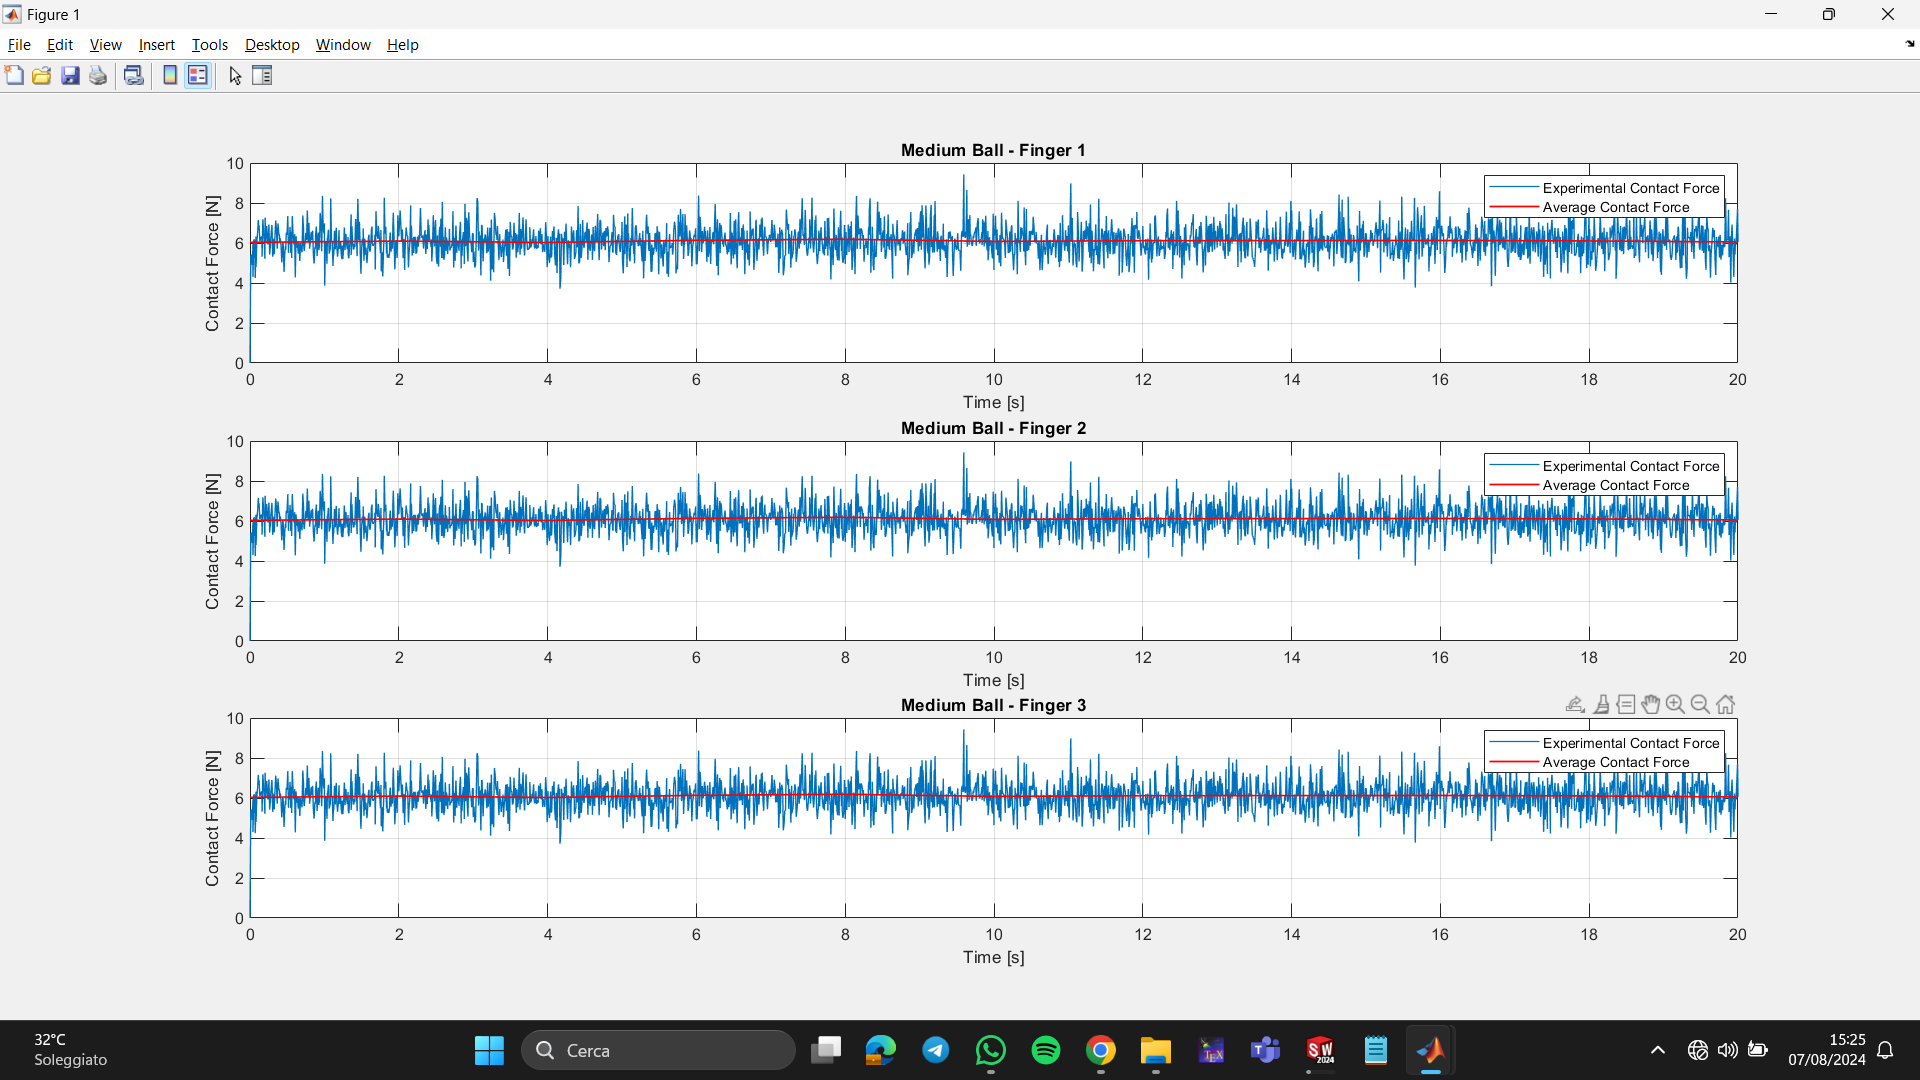 Figure 1
File Edit View Insert Tools Desktop Window Help
Medium Ball - Finger 1
Contact Force [N]
10
8
6
4
2
0
Experimental Contact Force
Average Contact Force
0 2 4 6 8 10 12 14 16 18 20
Time [s]
Medium Ball - Finger 2
Contact Force [N]
10
8
6
4
2
0
Experimental Contact Force
Average Contact Force
0 2 4 6 8 10 12 14 16 18 20
Time [s]
Medium Ball - Finger 3
Contact Force [N]
10
8
6
4
2
0
Experimental Contact Force
Average Contact Force
0 2 4 6 8 10 12 14 16 18 20
Time [s]
32°C
Soleggiato
Cerca
TEX
T
SW
2024
15:25
07/08/2024